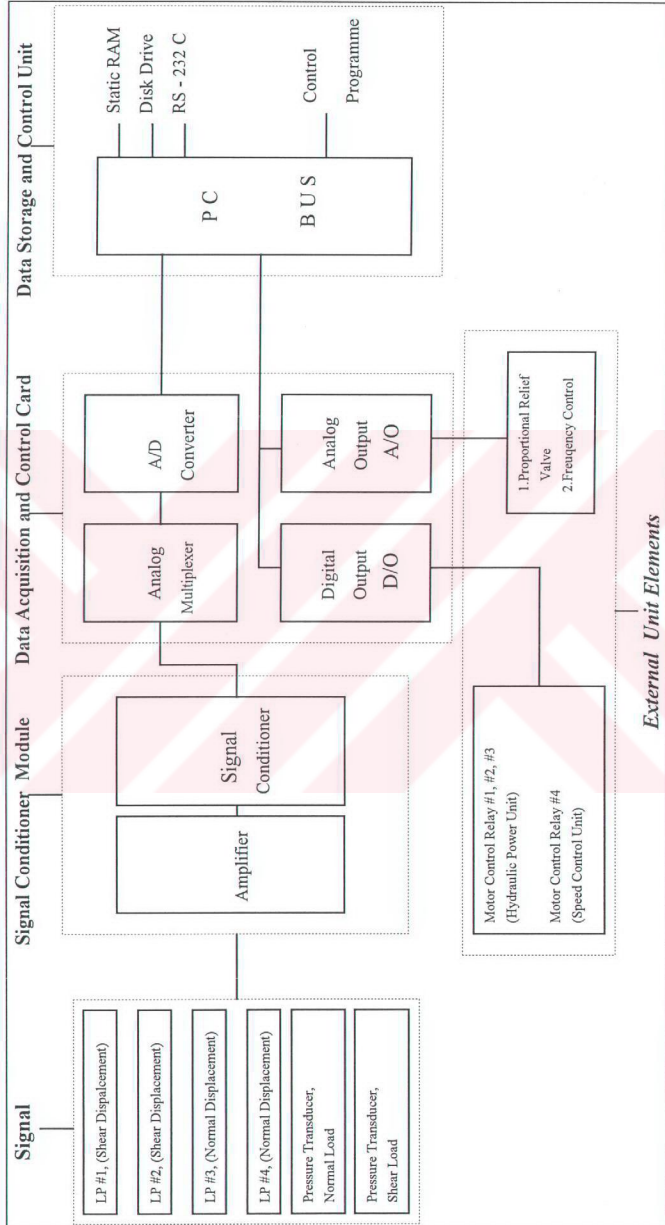 Signal
LP #1, (Shear Dispalcement)
LP #2, (Shear Displacement)
LP #3, (Normal Displacement)
LP #4, (Normal Displacement)
Pressure Transducer,
Normal Load
Pressure Transducer,
Shear Load
Signal Conditioner Module
Amplifier
Signal
Conditioner
Data Acquisition and Control Card
Analog
Multiplexer
A/D
Converter
Digital
Output
D/O
Analog
Output
A/O
Data Storage and Control Unit
P C
B U S
Static RAM
Disk Drive
RS - 232 C
Control
Programme
Motor Control Relay #1, #2, #3
(Hydraulic Power Unit)
Motor Control Relay #4
(Speed Control Unit)
1.Proportional Relief
Valve
2.Freuqency Control
External Unit Elements